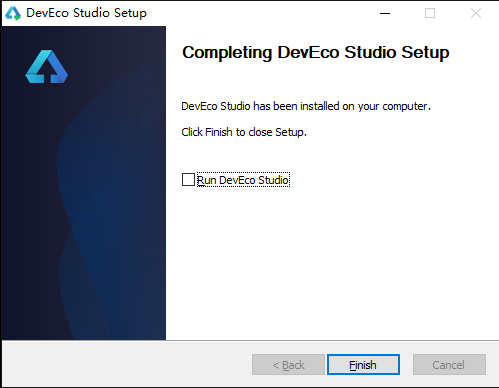 DevEco Studio Setup
Completing DevEco Studio Setup
DevEco Studio has been installed on your computer.
Click Finish to close Setup.
Run DevEco Studio
< Back
Finish
Cancel